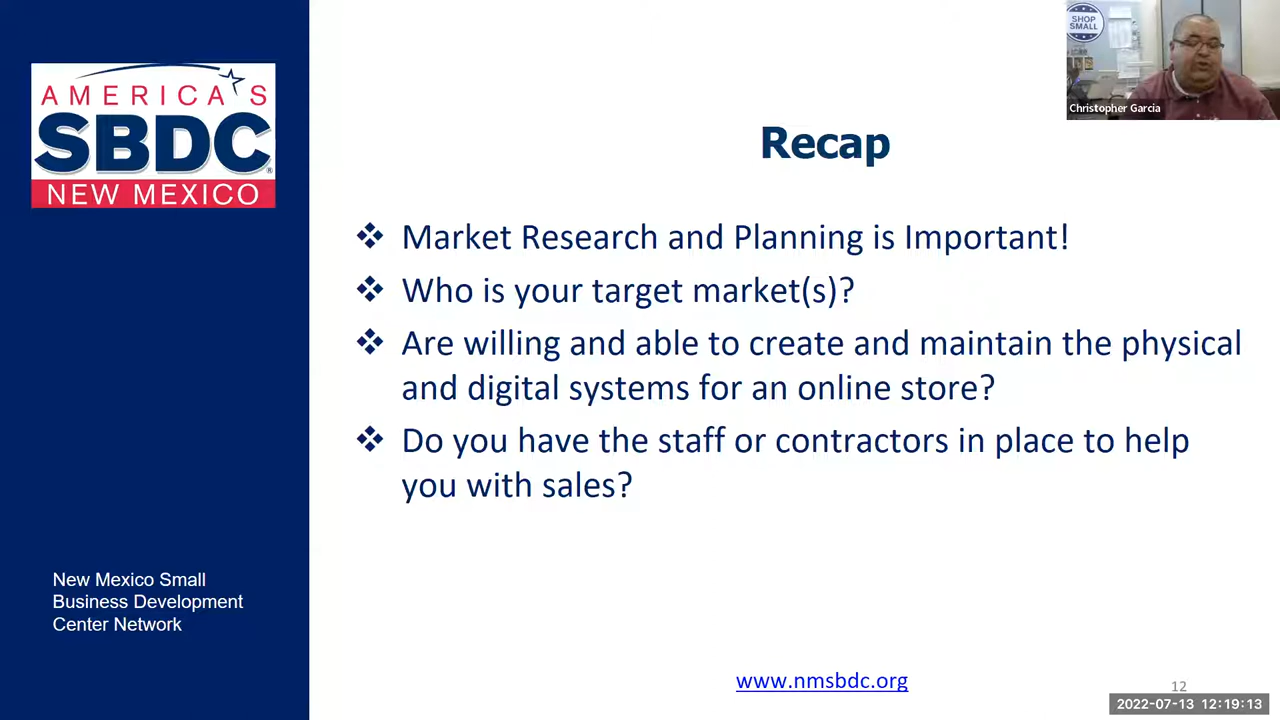 AMERICA'S
SBDC®
NEW MEXICO
SHOP
SMALL
Christopher Garcia
Recap
❖ Market Research and Planning is Important!
❖ Who is your target market(s)?
❖ Are willing and able to create and maintain the physical
and digital systems for an online store?
❖ Do you have the staff or contractors in place to help
you with sales?
New Mexico Small
Business Development
Center Network
www.nmsbdc.org
12
2022-07-13 12:19:13